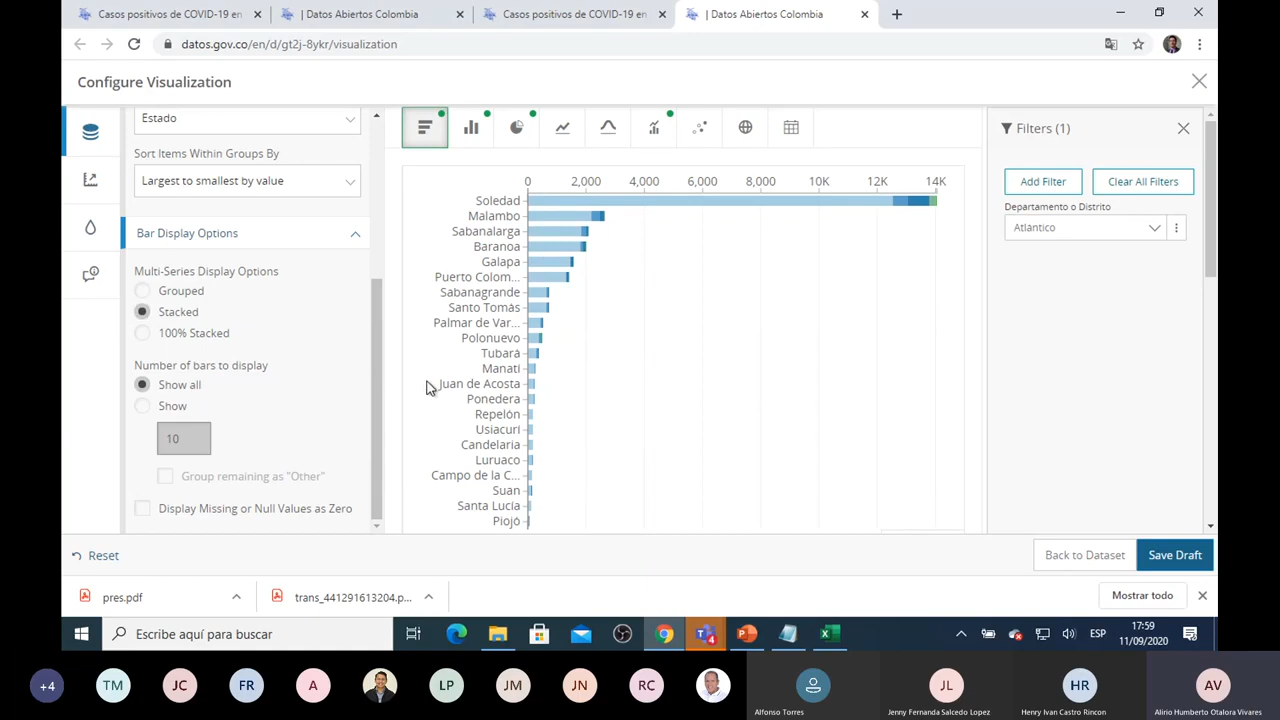 Casos positivos de COVID-19 en
| Datos Abiertos Colombia
Casos positivos de COVID-19 en
| Datos Abiertos Colombia
datos.gov.co/en/d/gt2j-8ykr/visualization
Configure Visualization
Estado
Sort Items Within Groups By
Largest to smallest by value
Bar Display Options
Multi-Series Display Options
Grouped
Stacked
100% Stacked
Number of bars to display
Show all
Show
10
Group remaining as "Other"
Display Missing or Null Values as Zero
0 2,000 4,000 6,000 8,000 10K 12K 14K
Soledad
Malambo
Sabanalarga
Baranoa
Galapa
Puerto Colom...
Sabanagrande
Santo Tomás
Palmar de Var...
Polonuevo
Tubará
Manatí
Juan de Acosta
Ponedera
Repelón
Usiacurí
Candelaria
Luruaco
Campo de la C...
Suan
Santa Lucía
Piojó
Filters (1)
Add Filter
Clear All Filters
Departamento o Distrito
Atlántico
Reset
Back to Dataset
Save Draft
pres.pdf
trans_441291613204.p...
Mostrar todo
Escribe aquí para buscar
4
ESP
17:59
11/09/2020
+4
TM
JC
FR
A
LP
JM
JN
RC
JL
HR
AV
Alfonso Torres
Jenny Fernanda Salcedo Lopez
Henry Ivan Castro Rincon
Alirio Humberto Otalora Vivares